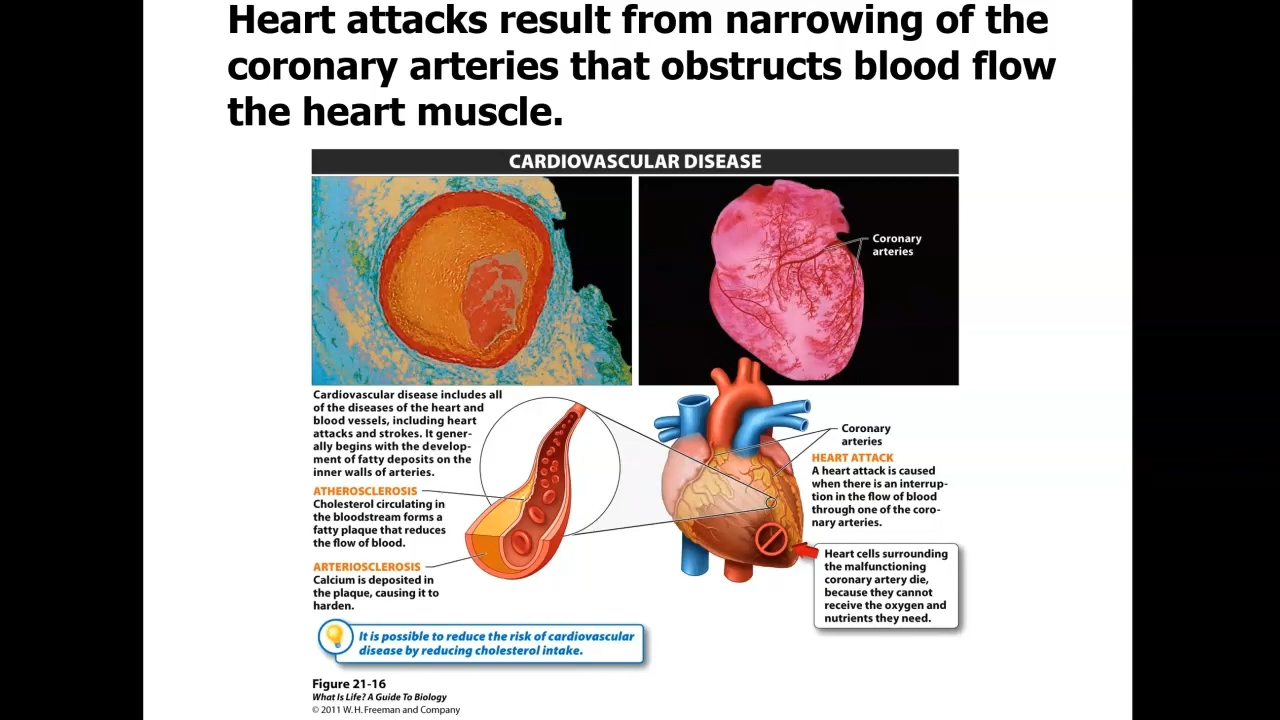 Heart attacks result from narrowing of the
coronary arteries that obstructs blood flow
the heart muscle.
CARDIOVASCULAR DISEASE
Coronary
arteries
Cardiovascular disease includes all
of the diseases of the heart and
blood vessels, including heart
attacks and strokes. It gener-
ally begins with the develop-
ment of fatty deposits on the
inner walls of arteries.
ATHEROSCLEROSIS
Cholesterol circulating in
the bloodstream forms a
fatty plaque that reduces
the flow of blood.
ARTERIOSCLEROSIS
Calcium is deposited in
the plaque, causing it to
harden.
Coronary
arteries
HEART ATTACK
A heart attack is caused
when there is an interrup-
tion in the flow of blood
through one of the coro-
nary arteries.
Heart cells surrounding
the malfunctioning
coronary artery die,
because they cannot
receive the oxygen and
nutrients they need.
It is possible to reduce the risk of cardiovascular
disease by reducing cholesterol intake.
Figure 21-16
What Is Life? A Guide To Biology
© 2011 W. H. Freeman and Company